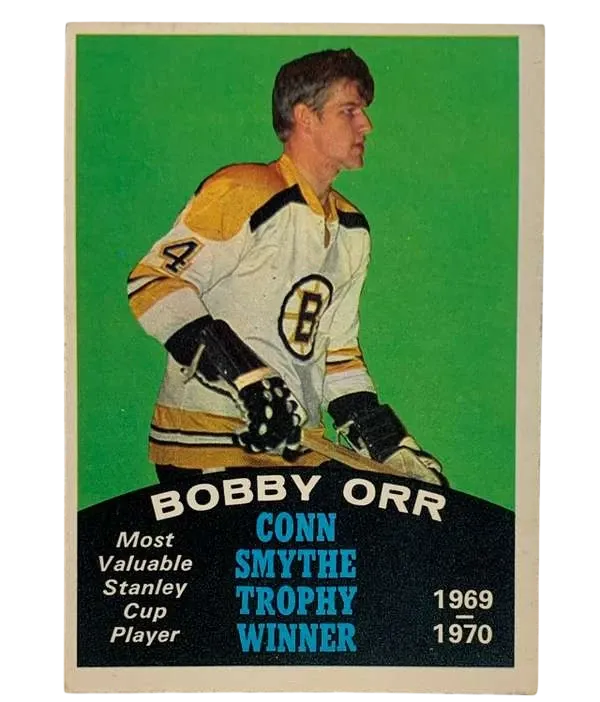 4
B
BOBBY ORR
Most
Valuable
Stanley
Cup
Player
CONN
SMYTHE
TROPHY
WINNER
1969
–
1970